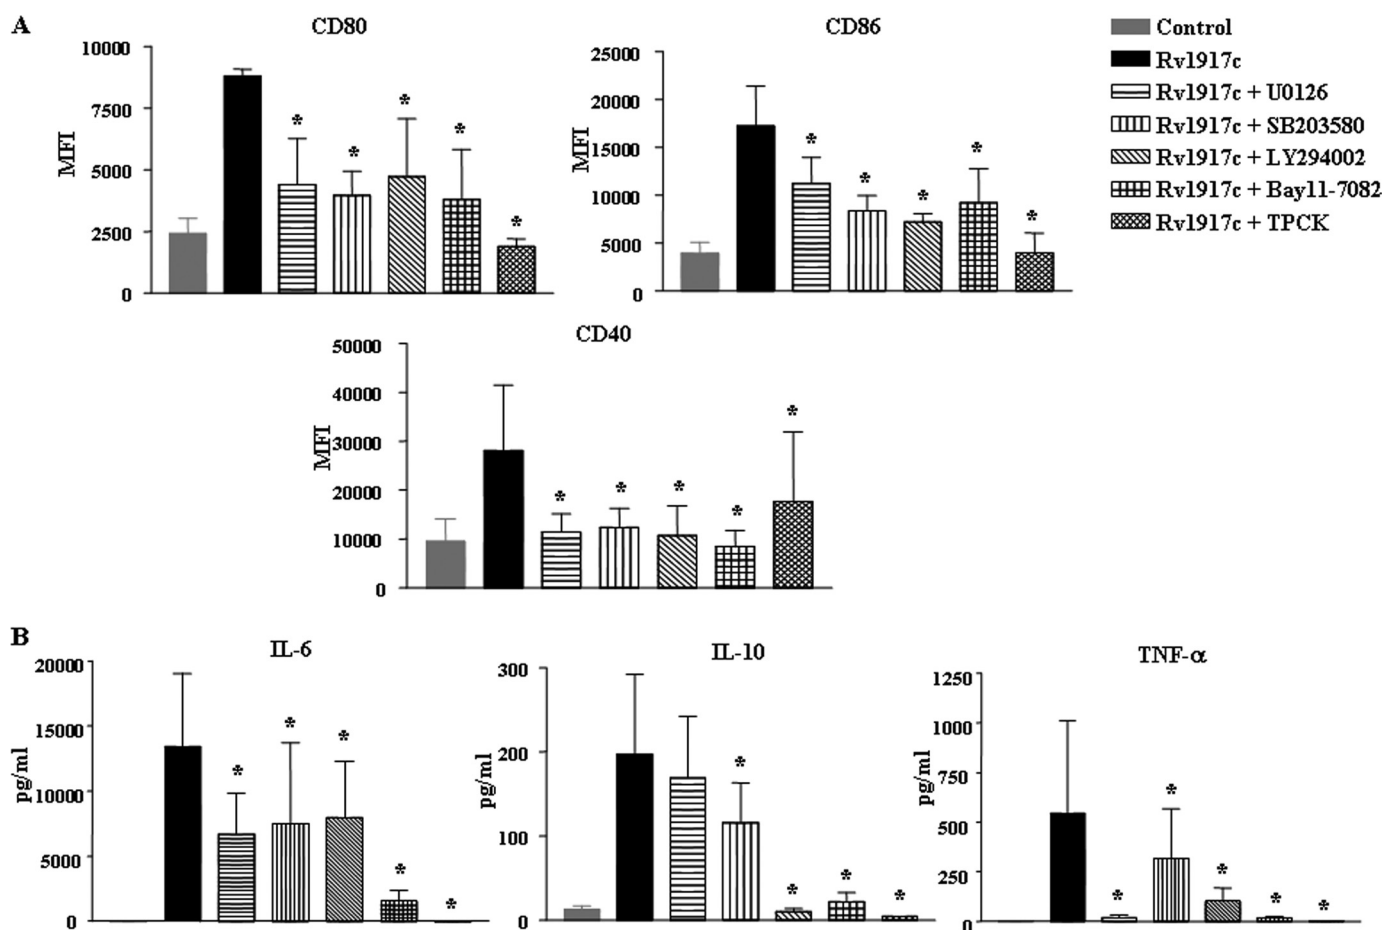 A
CD80
MFI
10000
7500
5000
2500
0
* * * * *
CD86
MFI
25000
20000
15000
10000
5000
0
* * * * *
Control
Rv1917c
Rv1917c + U0126
Rv1917c + SB203580
Rv1917c + LY294002
Rv1917c + Bay11-7082
Rv1917c + TPCK
CD40
MFI
50000
40000
30000
20000
10000
0
* * * * *
B
IL-6
pg/ml
20000
15000
10000
5000
0
* * * * *
IL-10
pg/ml
300
200
100
0
* * * *
TNF-α
pg/ml
1250
1000
750
500
250
0
* * * * *